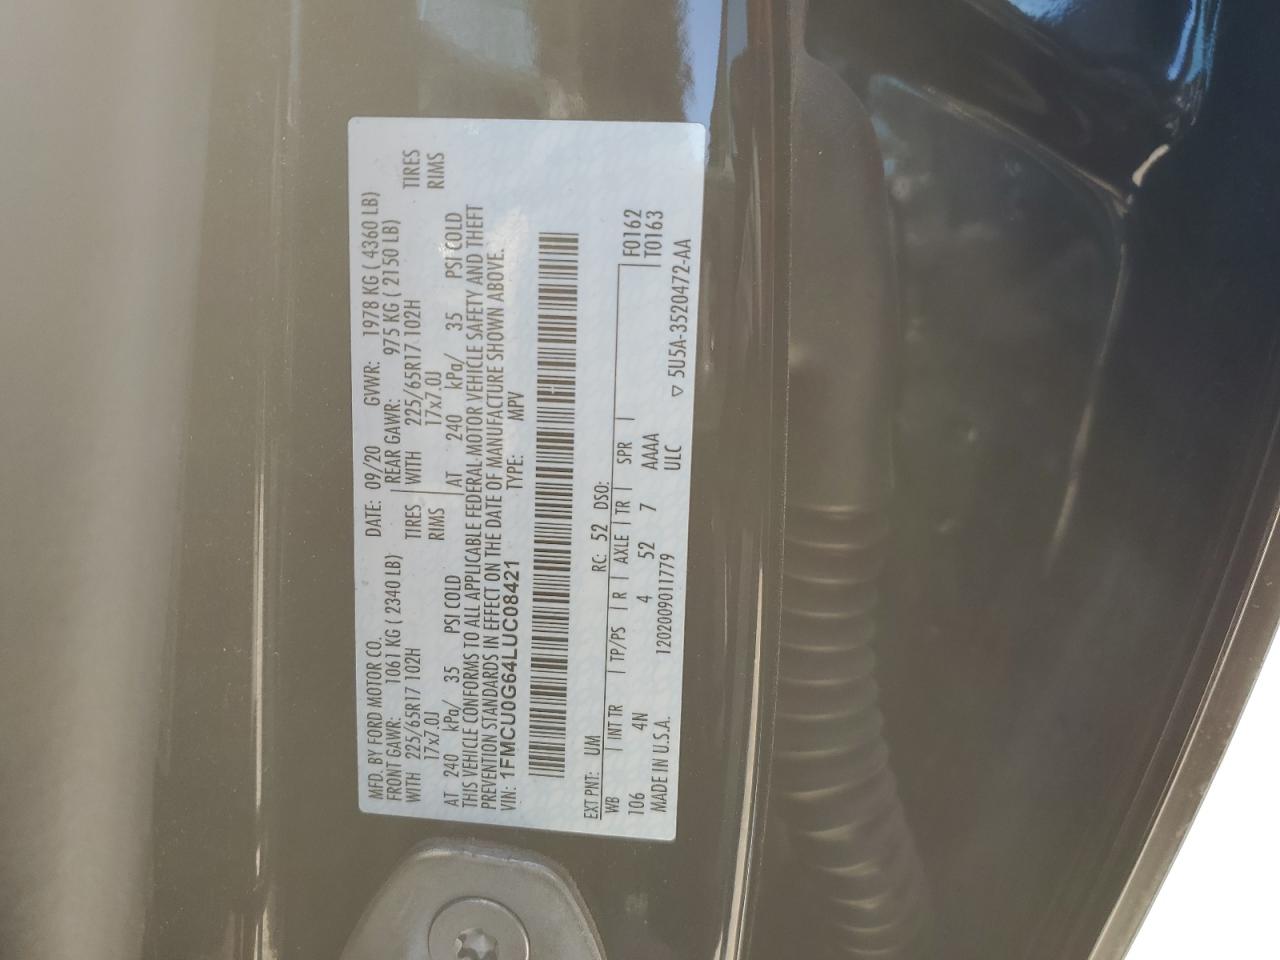 MFD. BY FORD MOTOR CO. DATE: 09/20 GVWR: 1978 KG ( 4360 LB)
FRONT GAWR: 1061 KG ( 2340 LB) REAR GAWR: 975 KG ( 2150 LB)
WITH 225/65R17 102H TIRES WITH 225/65R17 102H TIRES
17x7.0J RIMS 17x7.0J RIMS
AT 240 kPa/ 35 PSI COLD AT 240 kPa/ 35 PSI COLD
THIS VEHICLE CONFORMS TO ALL APPLICABLE FEDERAL MOTOR VEHICLE SAFETY AND THEFT
PREVENTION STANDARDS IN EFFECT ON THE DATE OF MANUFACTURE SHOWN ABOVE.
VIN: 1FMCU0G64LUC08421 TYPE: MPV
EXT PNT: UM RC: 52 DSO:
WB INT TR TP/PS R AXLE TR SPR F0162
106 4N 4 52 7 AAAA T0163
MADE IN U.S.A. 1202009011779 ULC
▽ 5U5A-3520472-AA